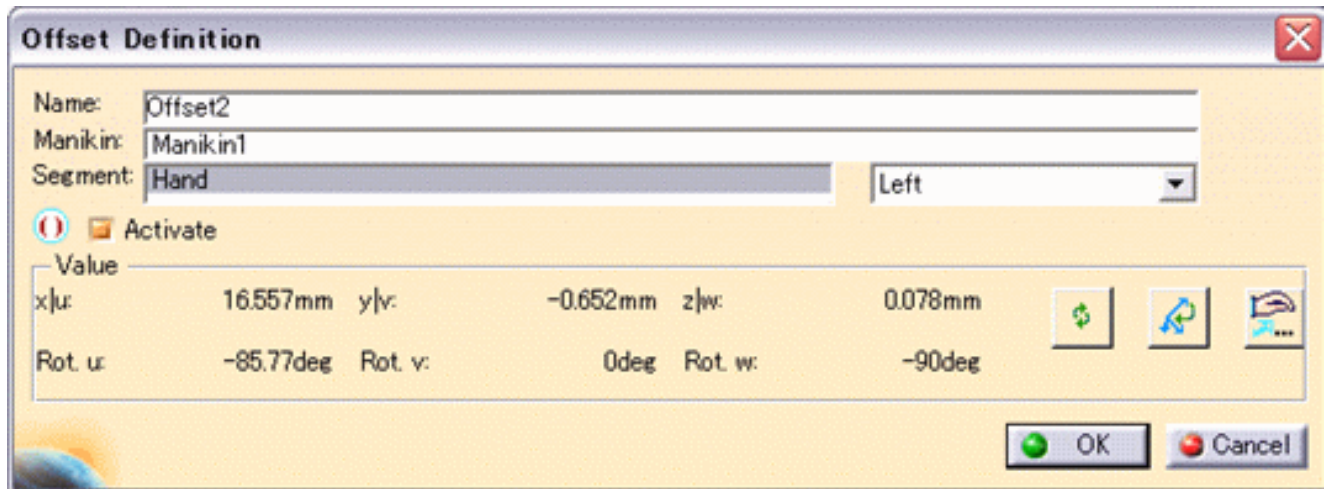 Offset Definition
Name: Offset2
Manikin: Manikin1
Segment: Hand Left
Activate
Value
x|u: 16.557mm y|v: -0.652mm z|w: 0.078mm
Rot. u: -85.77deg Rot. v: 0deg Rot. w: -90deg
...
OK Cancel